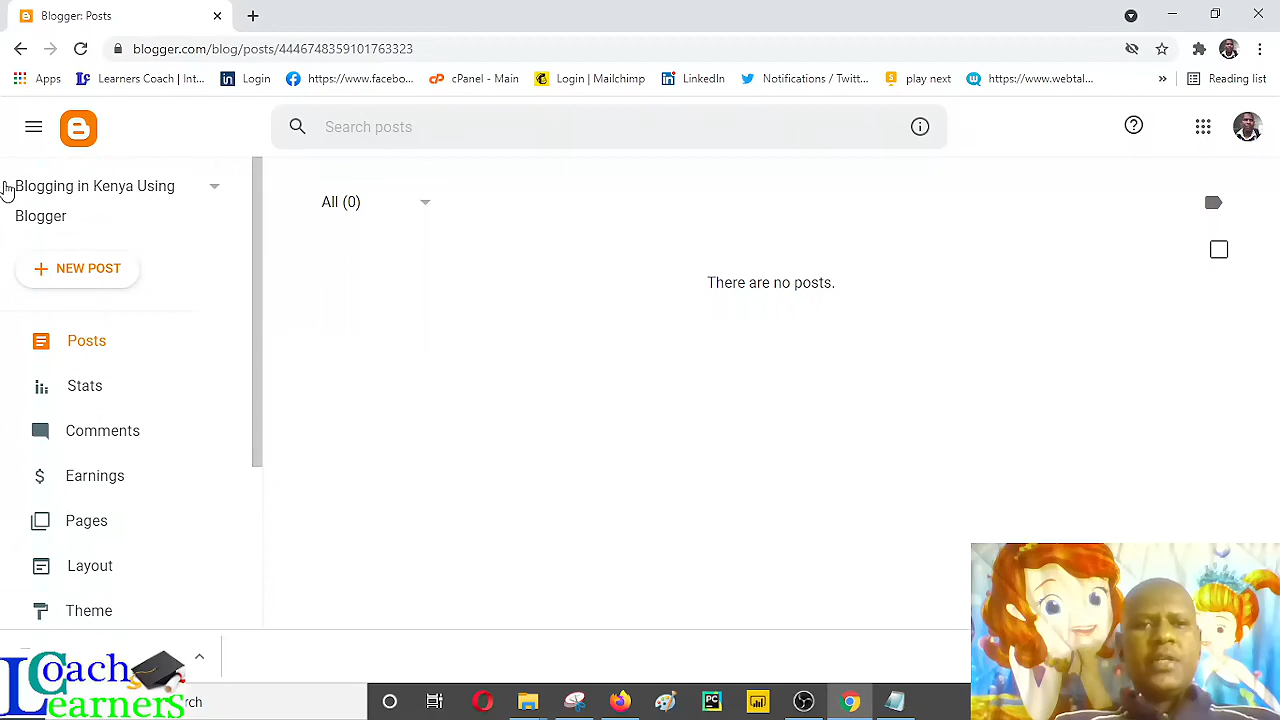 Blogger: Posts
blogger.com/blog/posts/4446748359101763323
Apps
Learners Coach | Int...
Login
https://www.facebo...
cPanel - Main
Login | Mailchimp
LinkedIn
Notifications / Twitt...
play next
https://www.webtal...
Reading list
Search posts
Blogging in Kenya Using
Blogger
All (0)
NEW POST
There are no posts.
Posts
Stats
Comments
Earnings
Pages
Layout
Theme
Coach
Learners
rch